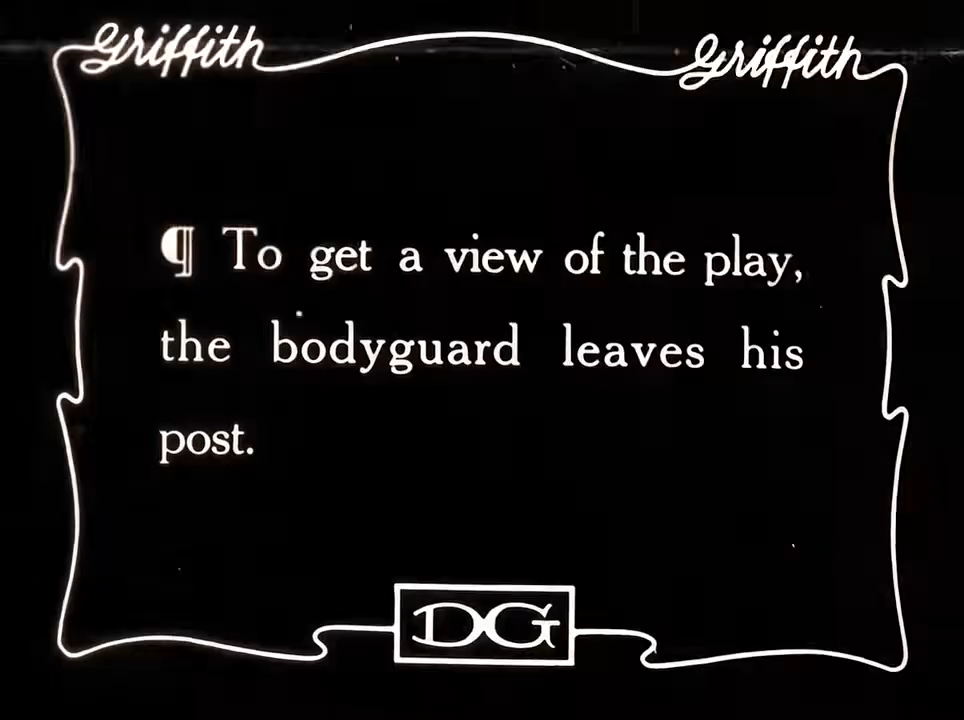 Griffith Griffith
¶ To get a view of the play,
the bodyguard leaves his
post.
DG